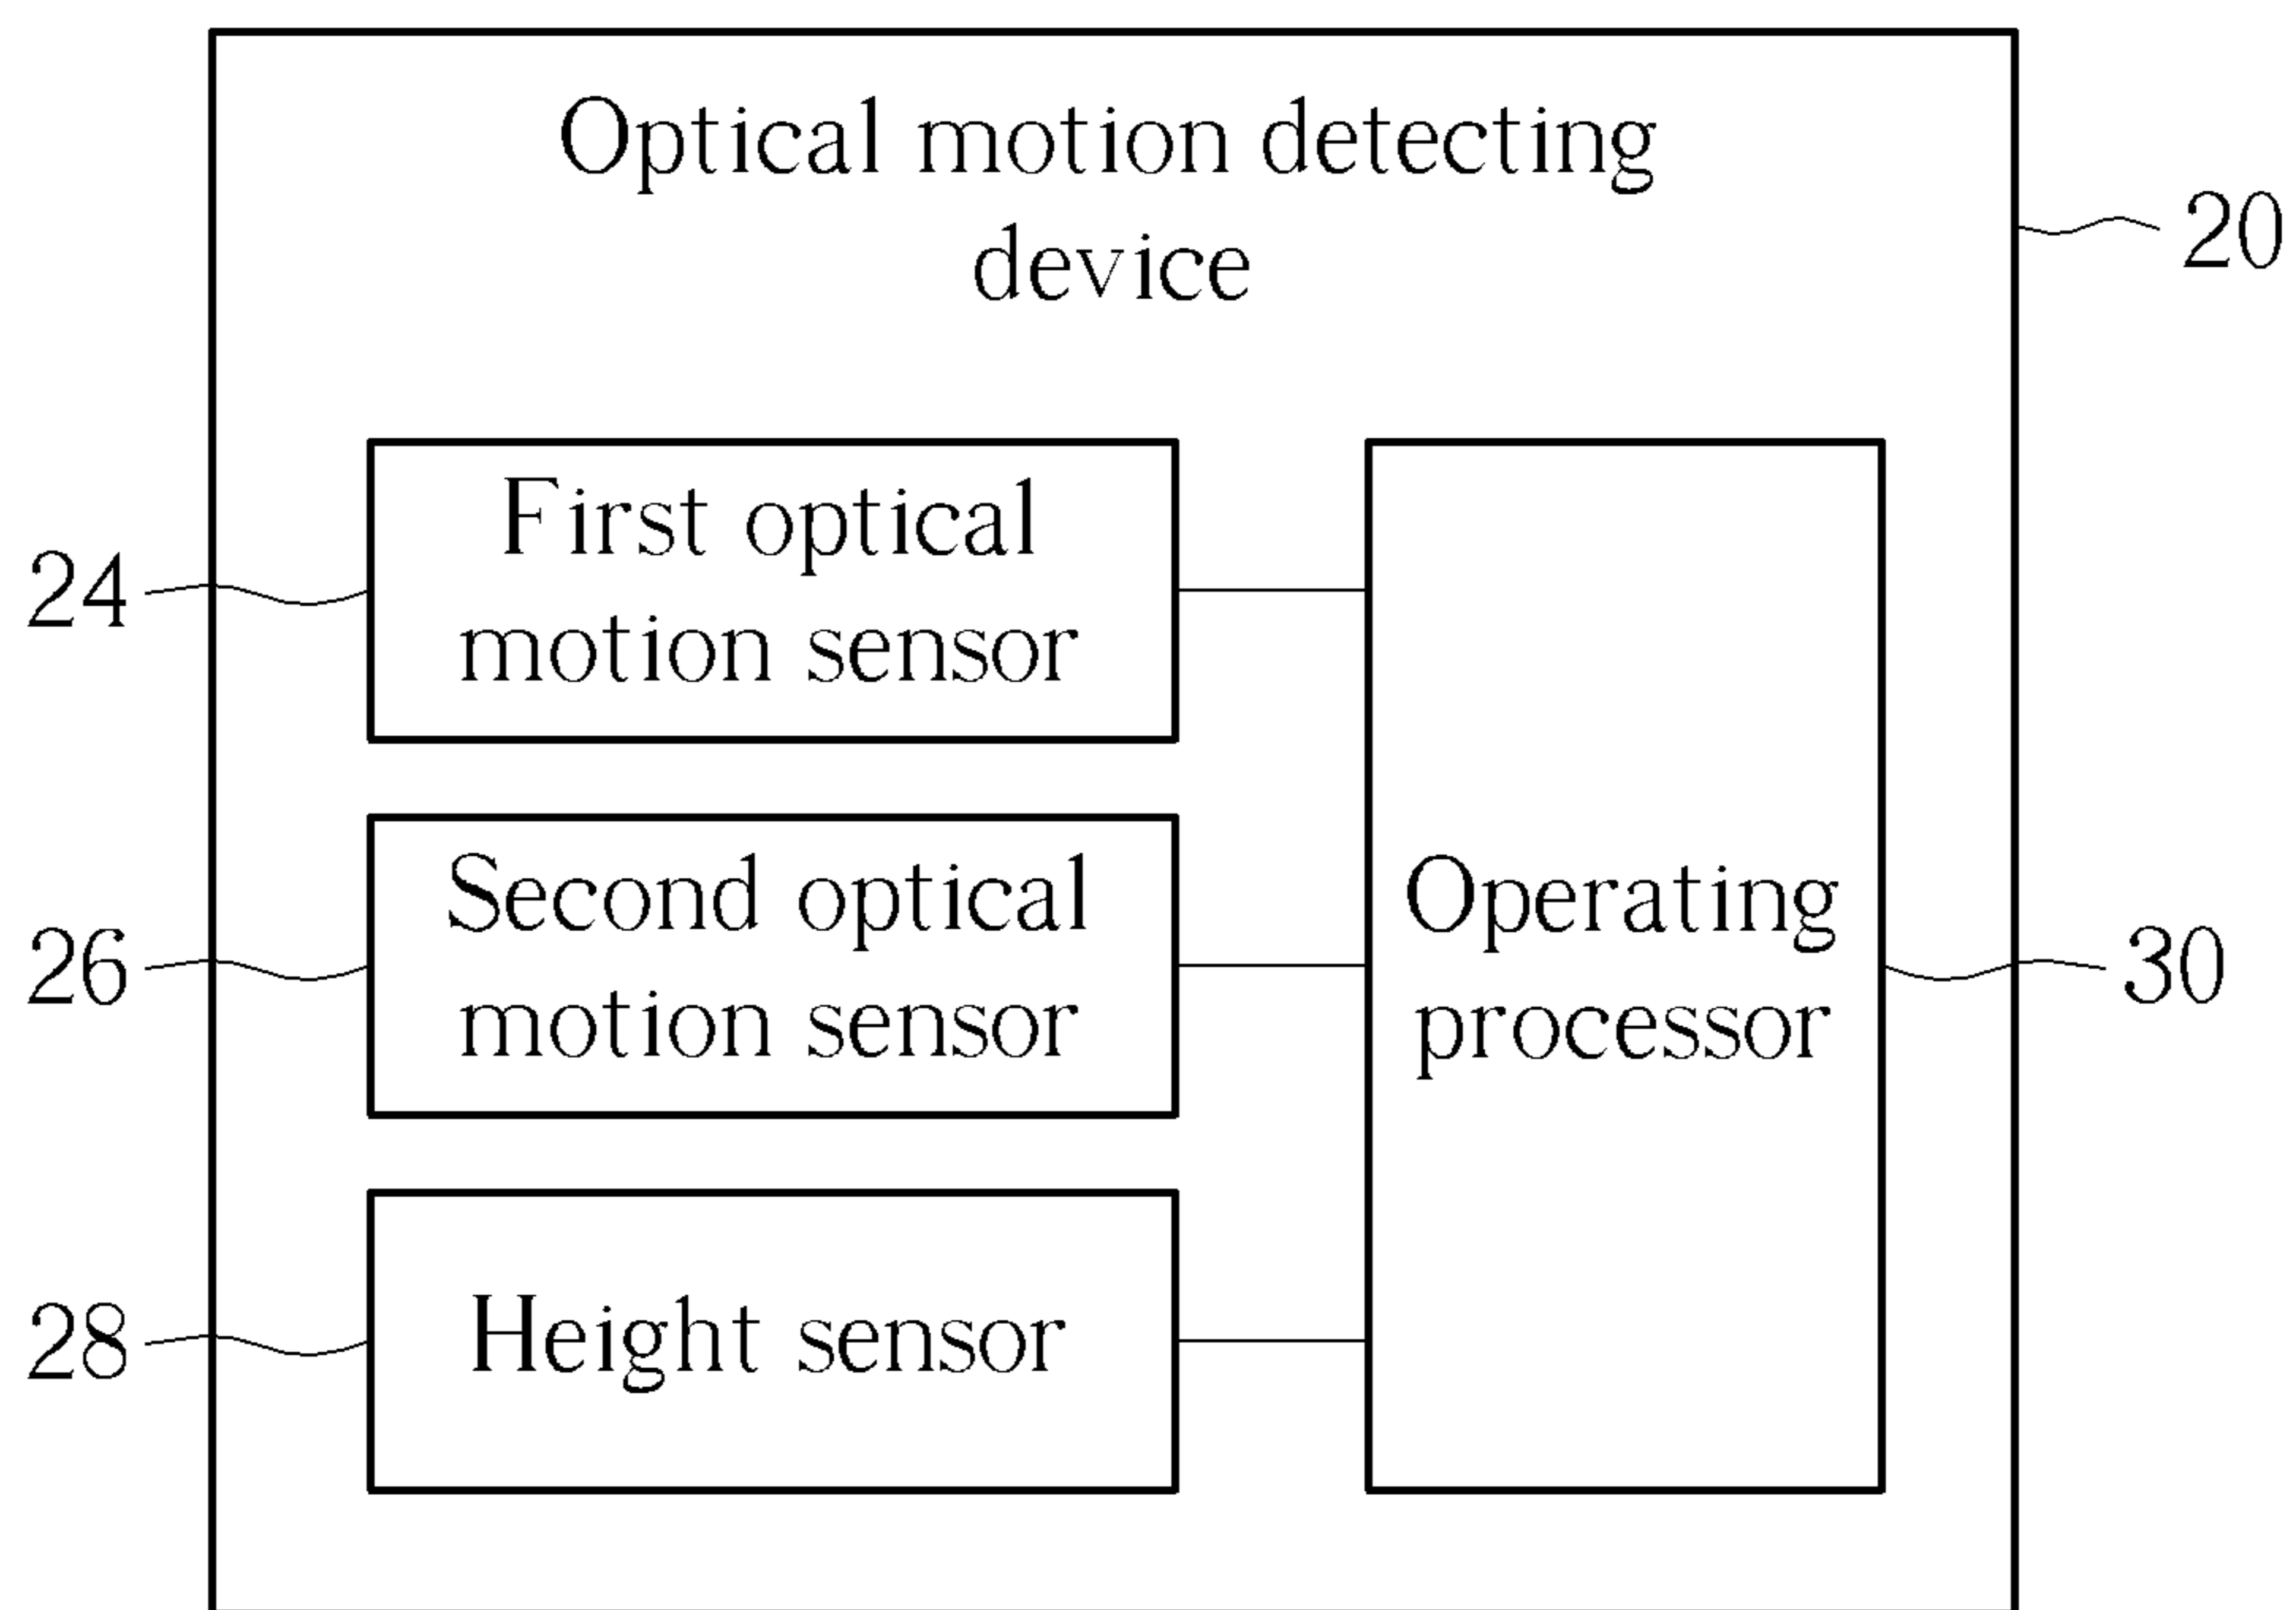 Optical motion detecting
device
20
First optical
motion sensor
24
Second optical
motion sensor
26
Operating
processor
30
Height sensor
28